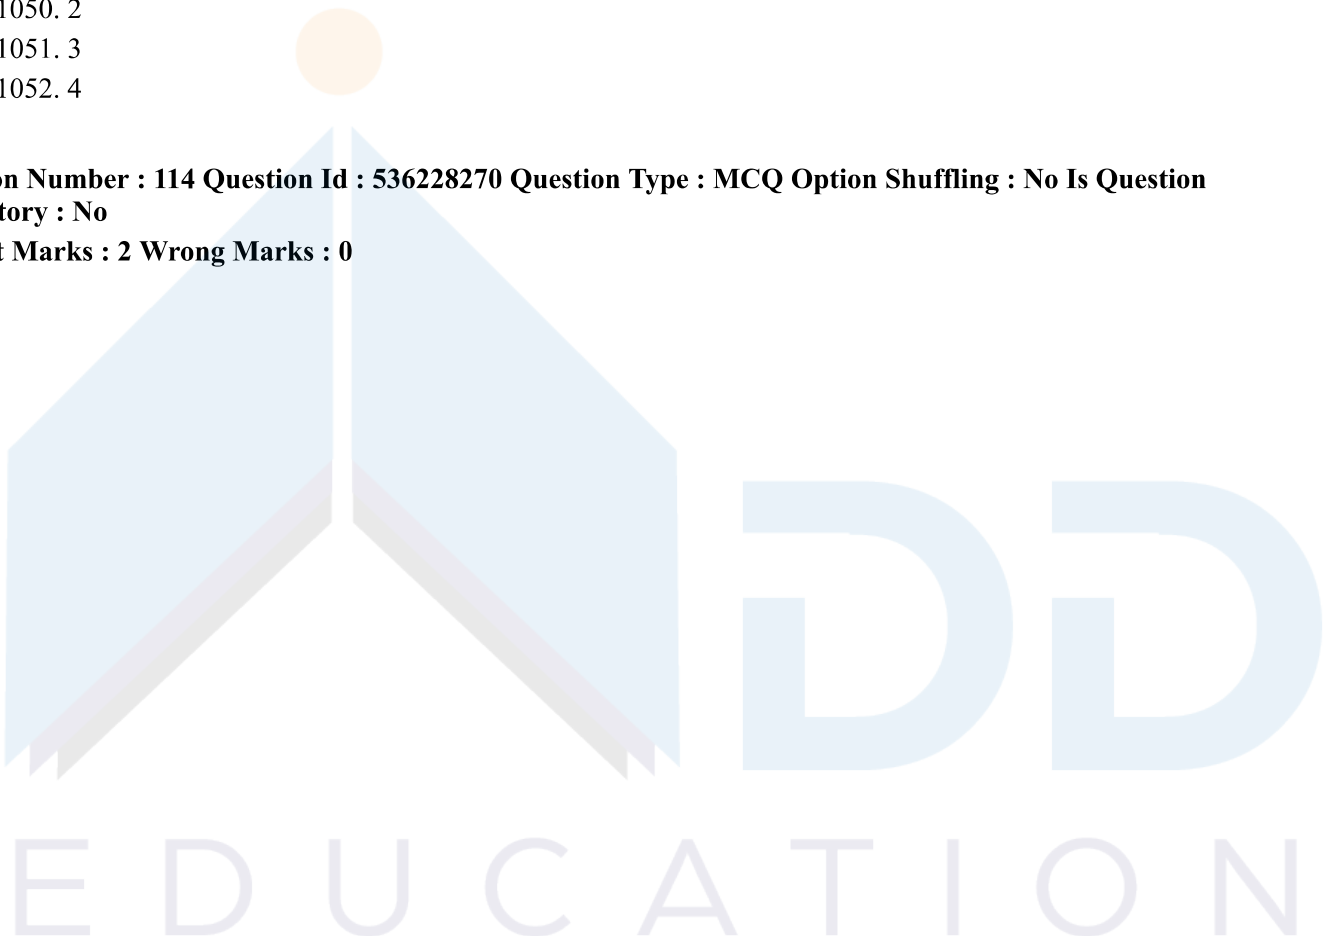 1050. 2
1051. 3
1052. 4
on Number : 114 Question Id : 536228270 Question Type : MCQ Option Shuffling : No Is Question
tory : No
t Marks : 2 Wrong Marks : 0
DD
EDUCATION